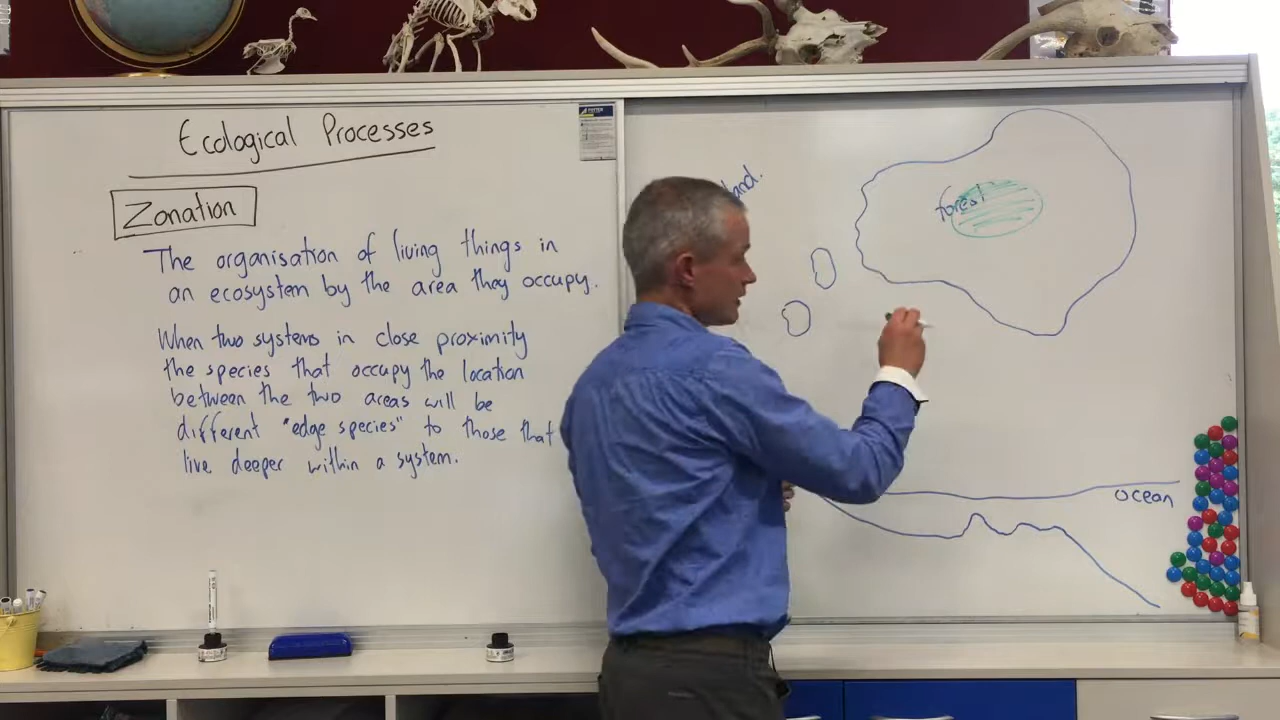 Ecological Processes
Zonation
The organisation of living things in
an ecosystem by the area they occupy.
When two systems in close proximity
the species that occupy the location
between the two areas will be
different "edge species" to those that
live deeper within a system.
forest
ocean